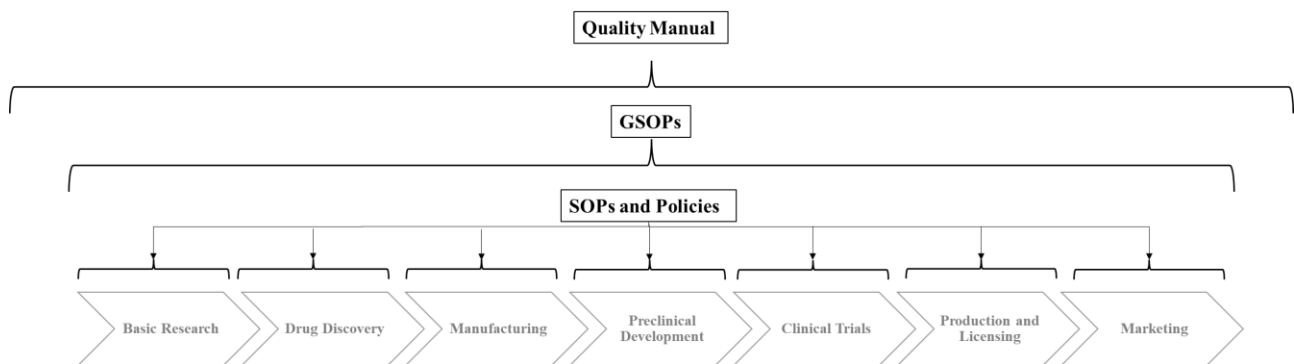 Quality Manual
GSOPs
SOPs and Policies
Basic Research
Drug Discovery
Manufacturing
Preclinical
Development
Clinical Trials
Production and
Licensing
Marketing